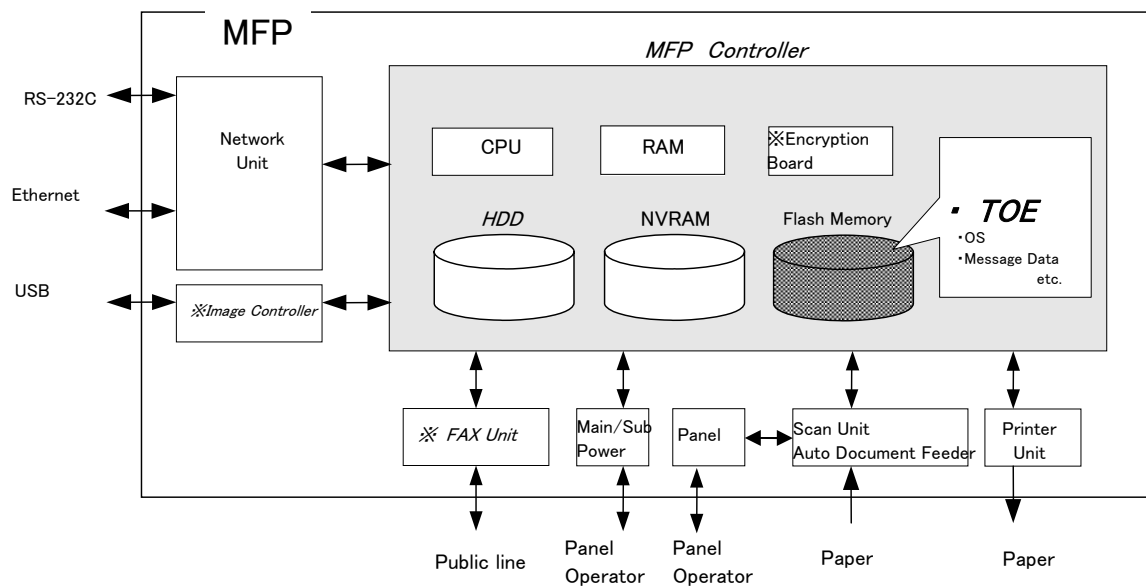 MFP
MFP Controller
RS-232C
Network
Unit
CPU
RAM
※Encryption
Board
Ethernet
HDD
NVRAM
Flash Memory
・ TOE
・OS
・Message Data
etc.
USB
※Image Controller
※ FAX Unit
Main/Sub
Power
Panel
Scan Unit
Auto Document Feeder
Printer
Unit
Public line
Panel
Operator
Panel
Operator
Paper
Paper